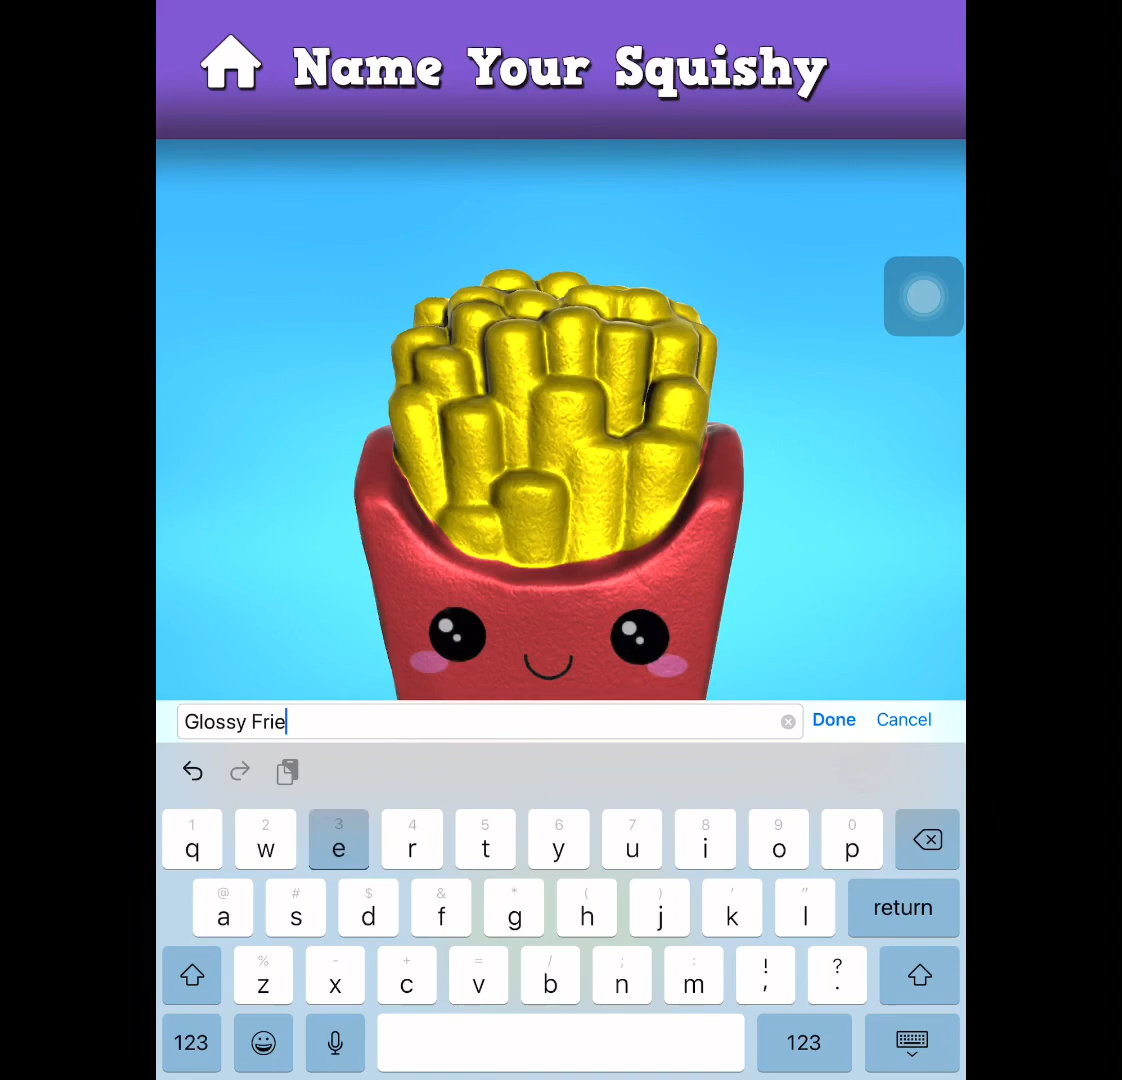 Name Your Squishy
Glossy Frie
Done
Cancel
1 2 3 4 5 6 7 8 9 0
q w e r t y u i o p
@ # $ & * ( ) ' "
a s d f g h j k l return
% - + = / ; : ! ?
z x c v b n m , .
123 123